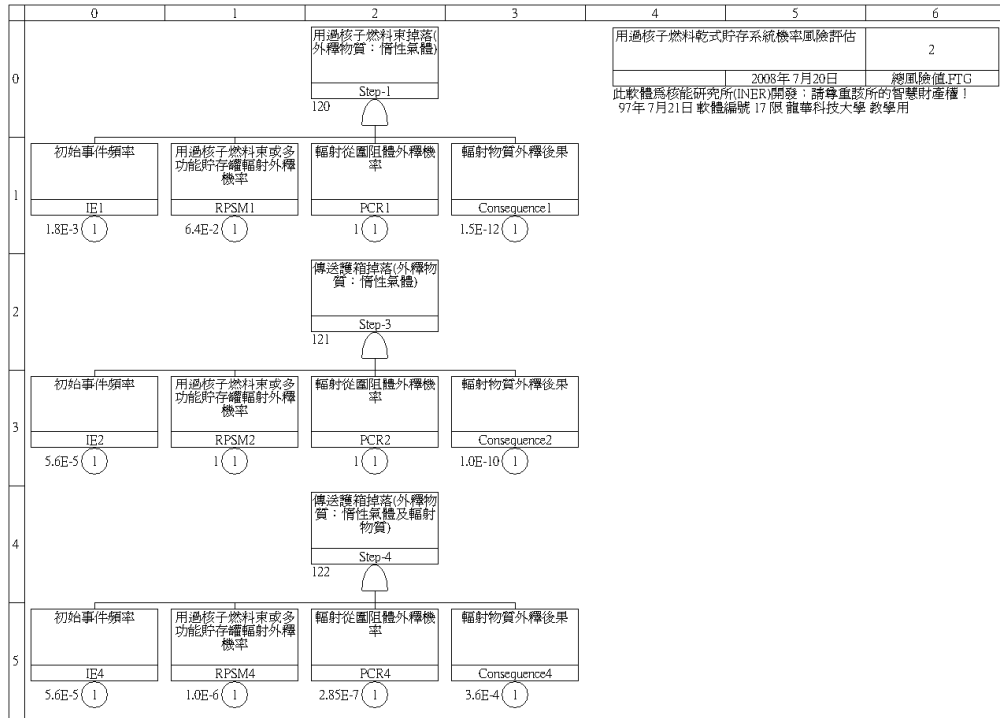 0 1 2 3 4 5 6
用過核子燃料束掉落(
外釋物質：惰性氣體)
Step-1
120
用過核子燃料乾式貯存系統機率風險評估
2
2008年 7月20日
總風險值.FTG
此軟體為核能研究所(INER)開發；請尊重該所的智慧財產權！
97年 7月21日 軟體編號 17 限 龍華科技大學 教學用
0
1
初始事件頻率
IE1
1.8E-3 1
用過核子燃料束或多
功能貯存罐輻射外釋
機率
RPSM1
6.4E-2 1
輻射從圍阻體外釋機
率
PCR1
1 1
輻射物質外釋後果
Consequence1
1.5E-12 1
2
傳送護箱掉落(外釋物
質：惰性氣體)
Step-3
121
3
初始事件頻率
IE2
5.6E-5 1
用過核子燃料束或多
功能貯存罐輻射外釋
機率
RPSM2
1 1
輻射從圍阻體外釋機
率
PCR2
1 1
輻射物質外釋後果
Consequence2
1.0E-10 1
4
傳送護箱掉落(外釋物
質：惰性氣體及輻射
物質)
Step-4
122
5
初始事件頻率
IE4
5.6E-5 1
用過核子燃料束或多
功能貯存罐輻射外釋
機率
RPSM4
1.0E-6 1
輻射從圍阻體外釋機
率
PCR4
2.85E-7 1
輻射物質外釋後果
Consequence4
3.6E-4 1